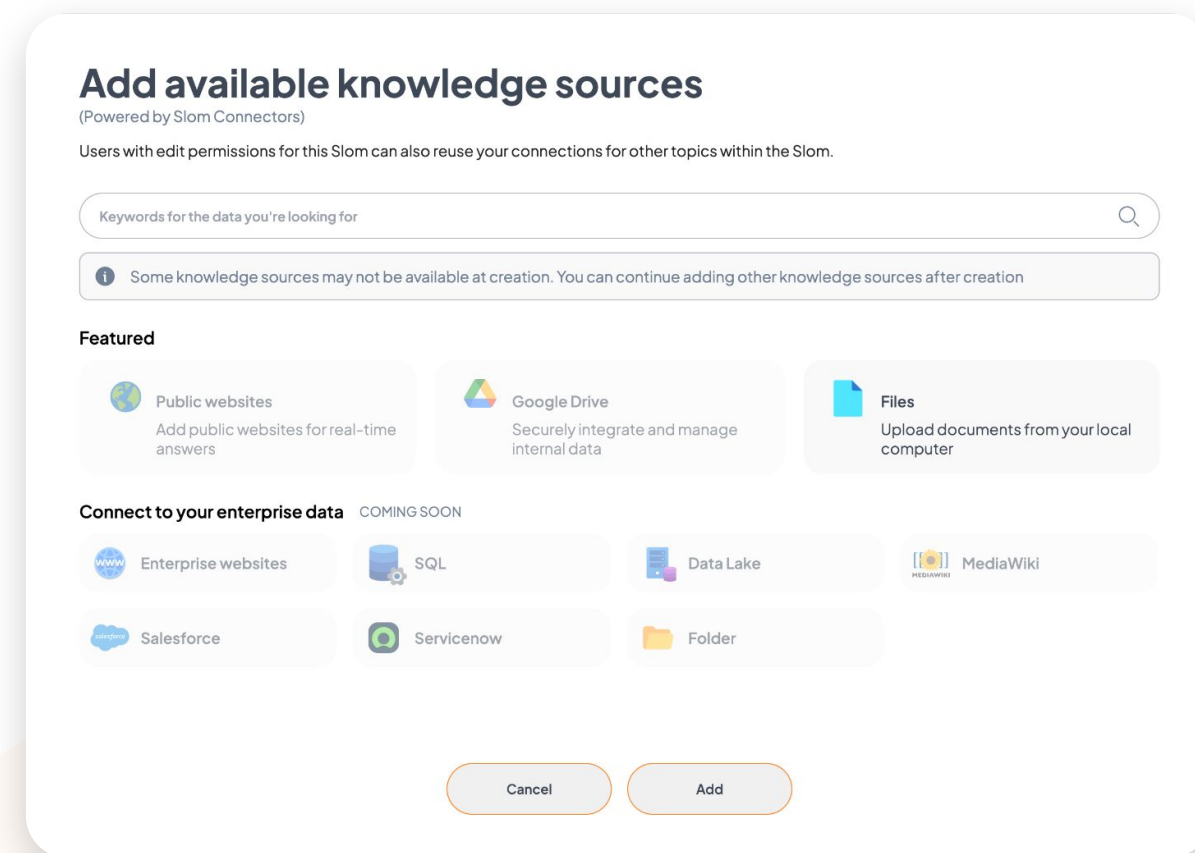 Add available knowledge sources
(Powered by Slom Connectors)
Users with edit permissions for this Slom can also reuse your connections for other topics within the Slom.
Keywords for the data you're looking for
i Some knowledge sources may not be available at creation. You can continue adding other knowledge sources after creation
Featured
Public websites
Add public websites for real-time
answers
Google Drive
Securely integrate and manage
internal data
Files
Upload documents from your local
computer
Connect to your enterprise data COMING SOON
www Enterprise websites
SQL
Data Lake
[[ ]] MEDIAWIKI MediaWiki
salesforce Salesforce
Servicenow
Folder
Cancel
Add